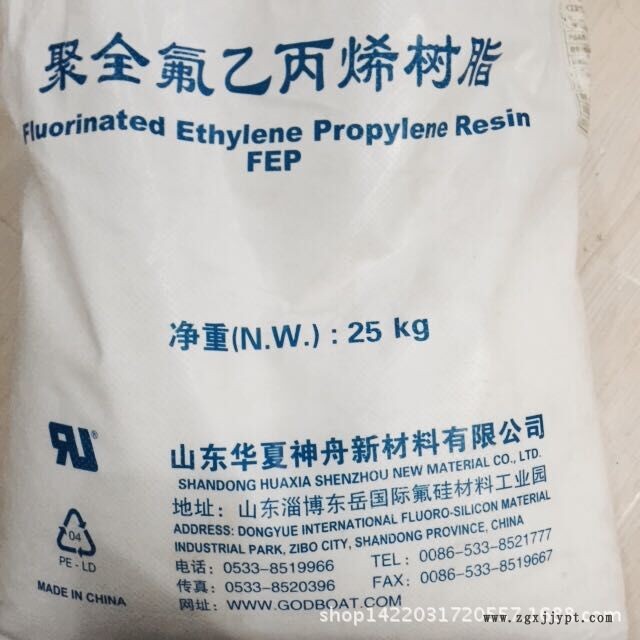 聚全氟乙丙烯树脂
Fluorinated Ethylene Propylene Resin
FEP
净重(N.W.) : 25 kg
山东华夏神舟新材料有限公司
SHANDONG HUAXIA SHENZHOU NEW MATERIAL CO., LTD.
地址: 山东淄博东岳国际氟硅材料工业园
ADDRESS: DONGYUE INTERNATIONAL FLUORO-SILICON MATERIAL
INDUSTRIAL PARK, ZIBO CITY, SHANDONG PROVINCE, CHINA
电话: 0533-8519966 TEL: 0086-533-8521777
传真: 0533-8520396 FAX: 0086-533-8519667
网址: WWW.GODBOAT.COM
RU®
04
PE - LD
MADE IN CHINA
shop1422031720557.1688.com
www.zgxjjypt.com